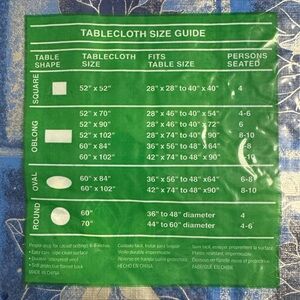 TABLECLOTH SIZE GUIDE
TABLE SHAPE TABLECLOTH SIZE FITS TABLE SIZE PERSONS SEATED
SQUARE
52" x 52" 28" x 28" to 40" x 40" 4
OBLONG
52" x 70" 28" x 46" to 40" x 54" 4-6
52" x 90" 28" x 46" to 40" x 72" 6
52" x 102" 28" x 74" to 40" x 90" 8-10
60" x 84" 36" x 56" to 48" x 64" 6-8
60" x 102" 42" x 74" to 48" x 90" 8-10
OVAL
60" x 84" 36" x 56" to 48" x 64" 6-8
60" x 102" 42" x 74" to 48" x 90" 8-10
ROUND
60" 36" to 48" diameter 4
70" 44" to 60" diameter 4-6
MADE IN CHINA
HECHO EN CHINA
FABRIQUÉ EN CHINE